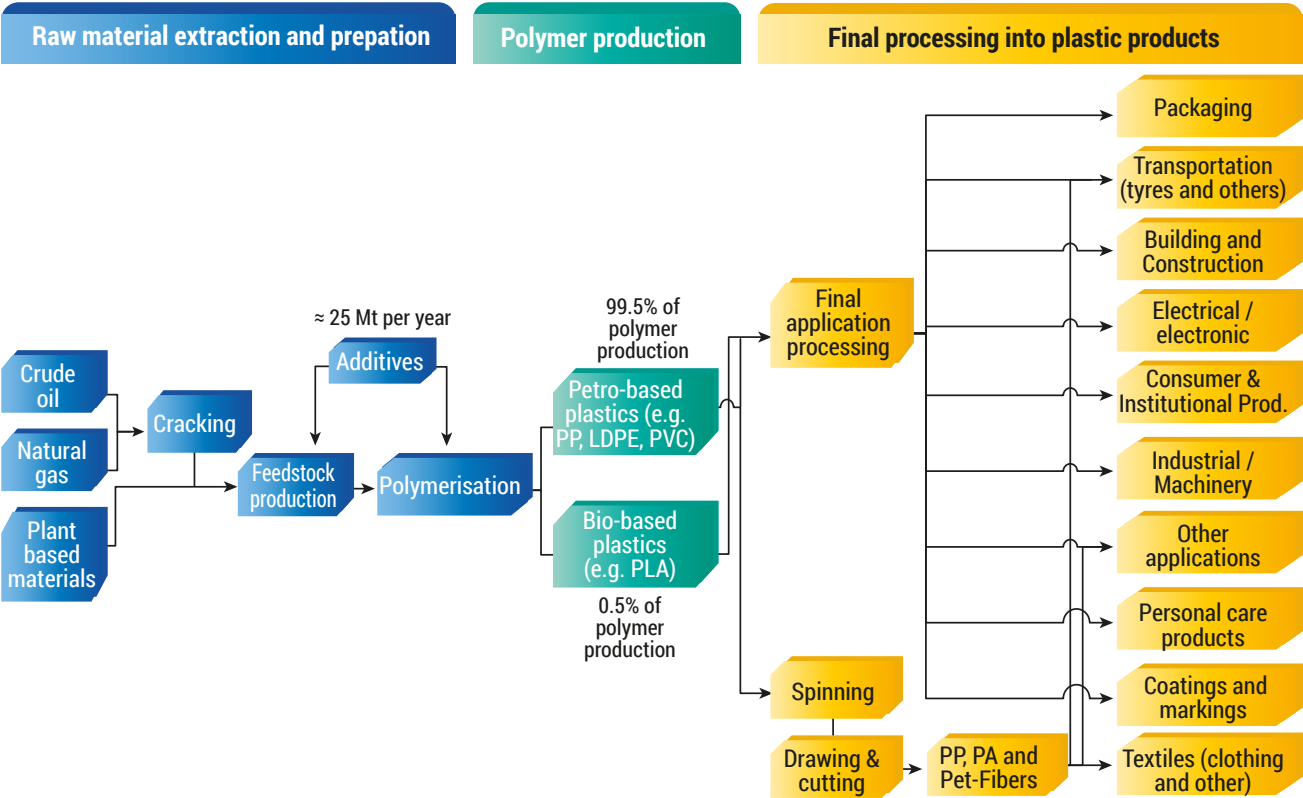 Raw material extraction and prepation
Polymer production
Final processing into plastic products
Crude
oil
Natural
gas
Plant
based
materials
Cracking
≈ 25 Mt per year
Additives
Feedstock
production
Polymerisation
99.5% of
polymer
production
Petro-based
plastics (e.g.
PP, LDPE, PVC)
Bio-based
plastics
(e.g. PLA)
0.5% of
polymer
production
Final
application
processing
Spinning
Drawing &
cutting
PP, PA and
Pet-Fibers
Packaging
Transportation
(tyres and others)
Building and
Construction
Electrical /
electronic
Consumer &
Institutional Prod.
Industrial /
Machinery
Other
applications
Personal care
products
Coatings and
markings
Textiles (clothing
and other)